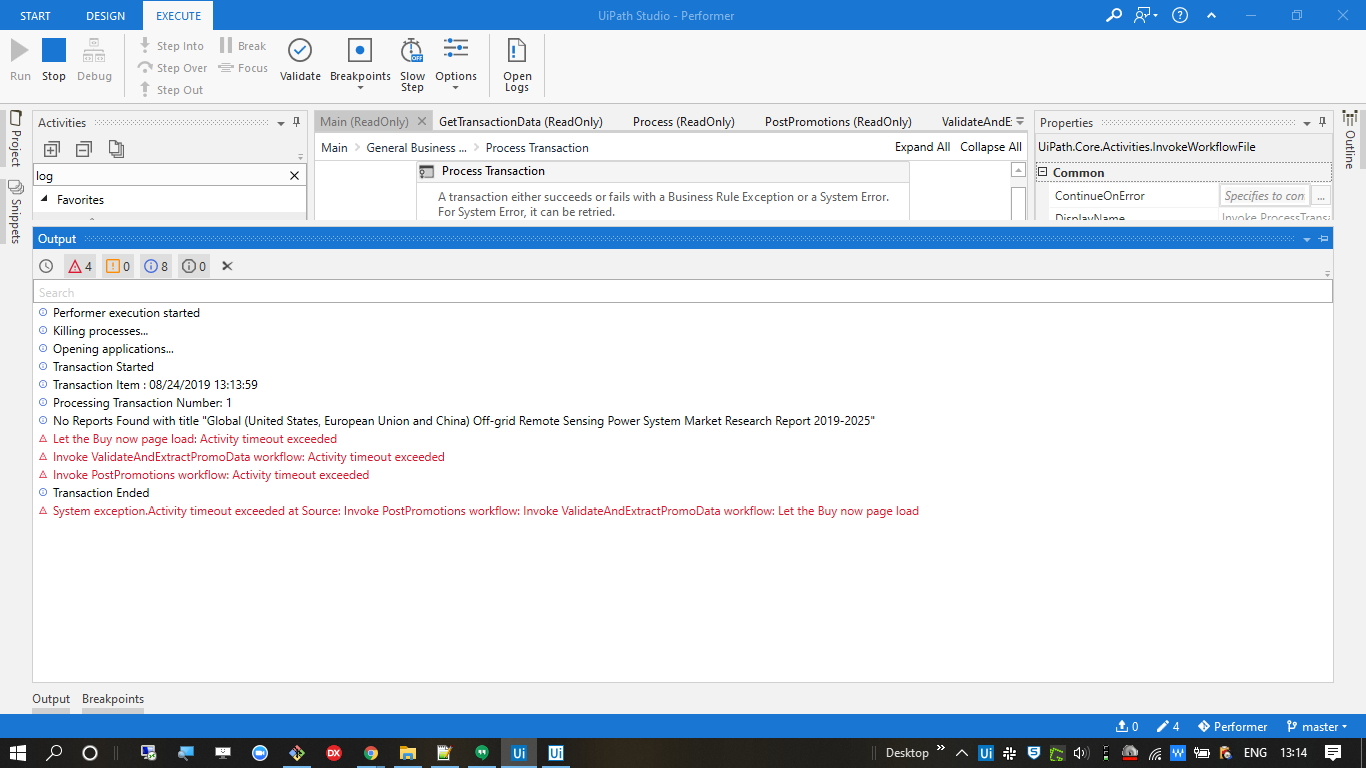 START DESIGN EXECUTE UiPath Studio - Performer
Step Into Break
Step Over Focus
Step Out
Run Stop Debug Validate Breakpoints Slow Step Options Open Logs
Project
Snippets
Activities
log
Favorites
Main (ReadOnly) GetTransactionData (ReadOnly) Process (ReadOnly) PostPromotions (ReadOnly) ValidateAndE
Main General Business ... Process Transaction Expand All Collapse All
Process Transaction
A transaction either succeeds or fails with a Business Rule Exception or a System Error.
For System Error, it can be retried.
Properties
UiPath.Core.Activities.InvokeWorkflowFile
Common
ContinueOnError Specifies to con ...
DisplayName Invoke ProcessTransa
Outline
Output
4 0 8 0
Search
Performer execution started
Killing processes...
Opening applications...
Transaction Started
Transaction Item : 08/24/2019 13:13:59
Processing Transaction Number: 1
No Reports Found with title "Global (United States, European Union and China) Off-grid Remote Sensing Power System Market Research Report 2019-2025"
Let the Buy now page load: Activity timeout exceeded
Invoke ValidateAndExtractPromoData workflow: Activity timeout exceeded
Invoke PostPromotions workflow: Activity timeout exceeded
Transaction Ended
System exception.Activity timeout exceeded at Source: Invoke PostPromotions workflow: Invoke ValidateAndExtractPromoData workflow: Let the Buy now page load
Output Breakpoints
0 4 Performer master
DX Ui Ui Desktop Ui W ENG 13:14